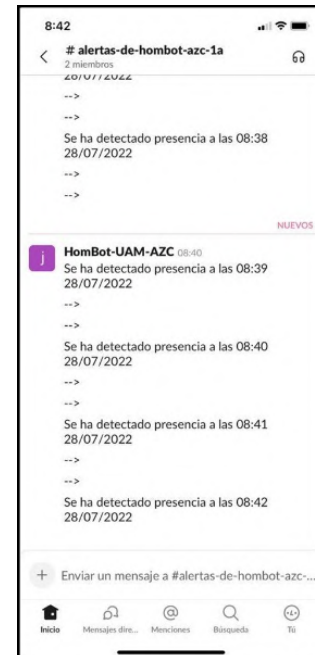 8:42
# alertas-de-hombot-azc-1a
2 miembros
28/07/2022
-->
-->
Se ha detectado presencia a las 08:38
28/07/2022
-->
-->
NUEVOS
j
HomBot-UAM-AZC 08:40
Se ha detectado presencia a las 08:39
28/07/2022
-->
-->
Se ha detectado presencia a las 08:40
28/07/2022
-->
-->
Se ha detectado presencia a las 08:41
28/07/2022
-->
-->
Se ha detectado presencia a las 08:42
28/07/2022
+ Enviar un mensaje a #alertas-de-hombot-azc-...
Inicio Mensajes dire... Menciones Búsqueda Tú